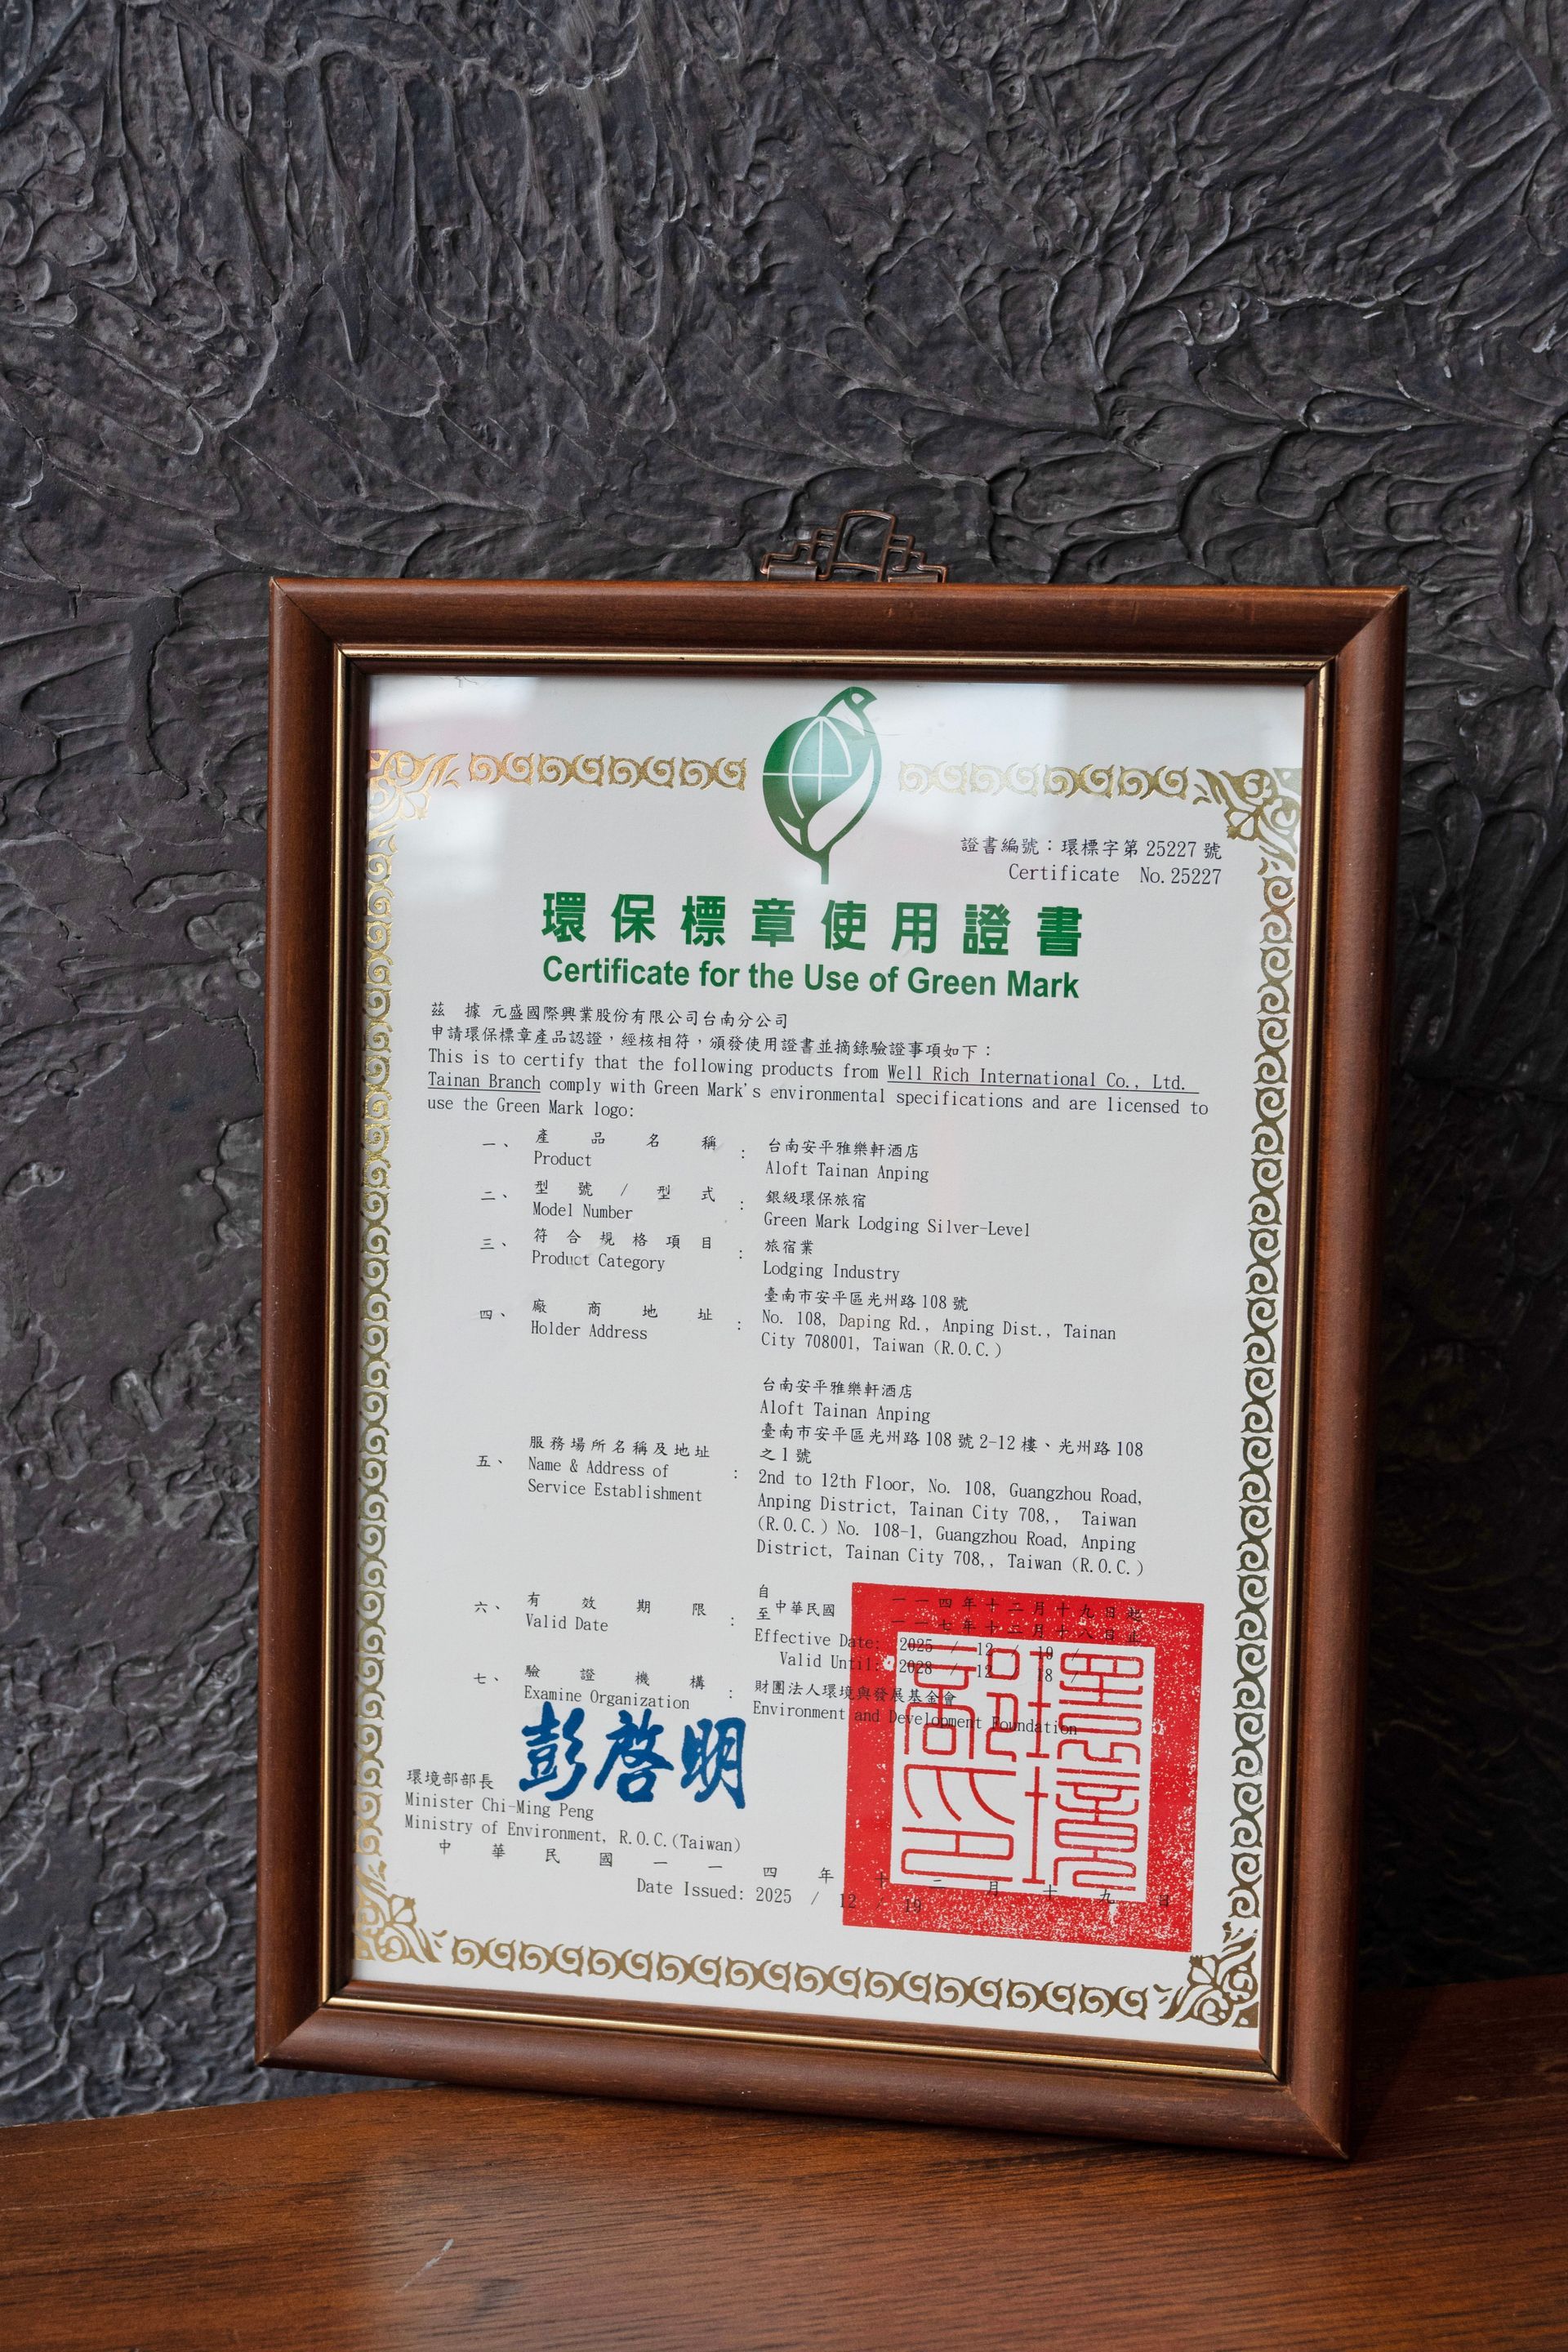 證書編號：環標字第 25227 號
Certificate No. 25227
環保標章使用證書
Certificate for the Use of Green Mark
茲 據 元盛國際興業股份有限公司台南分公司
申請環保標章產品認證，經核相符，頒發使用證書並摘錄驗證事項如下：
This is to certify that the following products from Well Rich International Co., Ltd.
Tainan Branch comply with Green Mark's environmental specifications and are licensed to
use the Green Mark logo:
一、 產品名稱 : 台南安平雅樂軒酒店
Product Aloft Tainan Anping
二、 型號/型式 : 銀級環保旅宿
Model Number Green Mark Lodging Silver-Level
三、 符合規格項目 : 旅宿業
Product Category Lodging Industry
四、 廠商地址 : 臺南市安平區光州路 108 號
Holder Address No. 108, Daping Rd., Anping Dist., Tainan
City 708001, Taiwan (R.O.C.)
台南安平雅樂軒酒店
Aloft Tainan Anping
五、 服務場所名稱及地址 : 臺南市安平區光州路 108 號 2-12 樓、光州路 108
之 1 號
Name & Address of
Service Establishment
2nd to 12th Floor, No. 108, Guangzhou Road,
Anping District, Tainan City 708,, Taiwan
(R.O.C.) No. 108-1, Guangzhou Road, Anping
District, Tainan City 708,, Taiwan (R.O.C.)
六、 有效期限 : 自
至 中華民國
一一四年十二月十九日起
一一七年十二月十八日止
Valid Date Effective Date: 2025 / 12 / 19 /
Valid Until: 2028 / 12 / 18 /
七、 驗證機構 : 財團法人環境與發展基金會
Examine Organization Environment and Development Foundation
環境部部長 彭啓明
Minister Chi-Ming Peng
Ministry of Environment, R.O.C.(Taiwan)
中華民國一一四年十二月十九日
Date Issued: 2025 / 12 / 19
環境部印